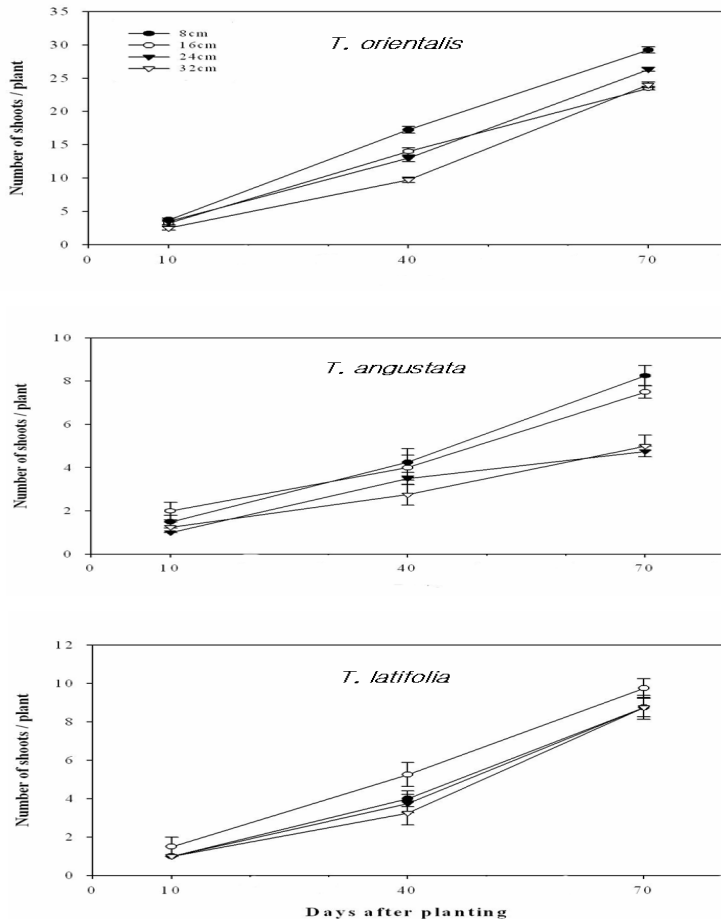 35
30
25
20
15
10
5
0
Number of shoots / plant
8cm
16cm
24cm
32cm
T. orientalis
0 10 40 70
10
8
6
4
2
0
Number of shoots / plant
T. angustata
0 10 40 70
12
10
8
6
4
2
0
Number of shoots / plant
T. latifolia
0 10 40 70
Days after planting